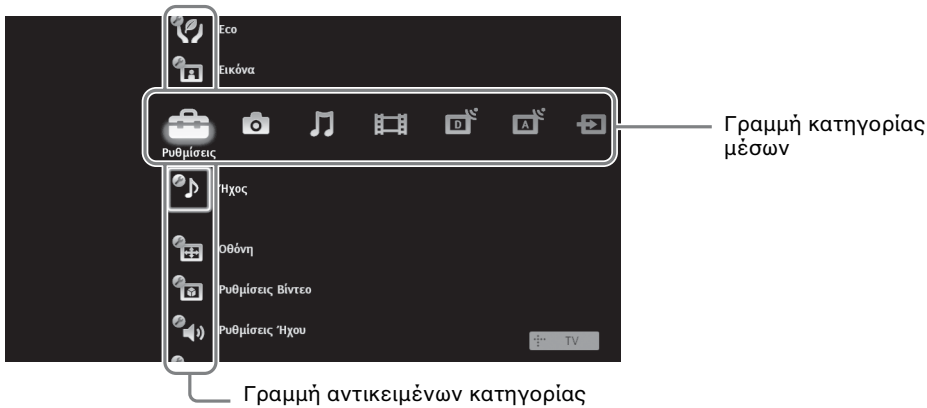 Eco
Εικόνα
D
A
Ρυθμίσεις
Γραμμή κατηγορίας
μέσων
Ήχος
Οθόνη
Ρυθμίσεις Βίντεο
Ρυθμίσεις Ήχου
TV
Γραμμή αντικειμένων κατηγορίας